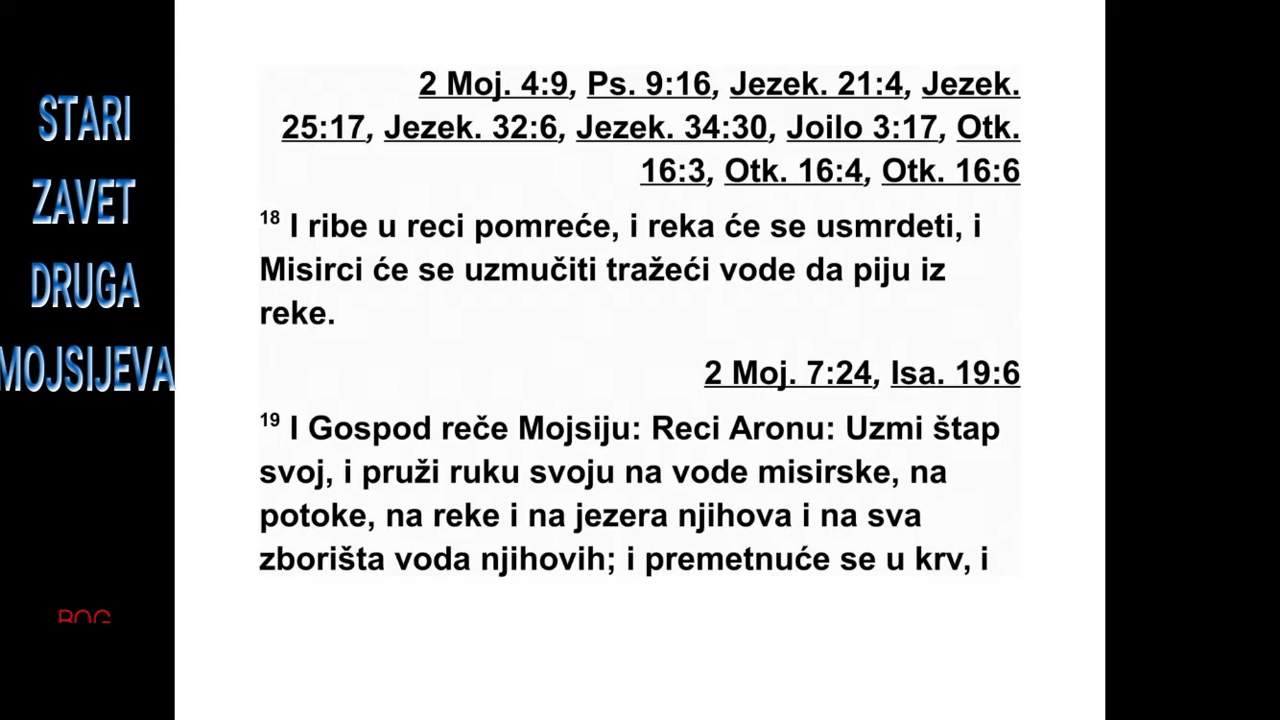 STARI
ZAVET
DRUGA
MOJSIJEVA
2 Moj. 4:9, Ps. 9:16, Jezek. 21:4, Jezek.
25:17, Jezek. 32:6, Jezek. 34:30, Joilo 3:17, Otk.
16:3, Otk. 16:4, Otk. 16:6
18 I ribe u reci pomreće, i reka će se usmrdeti, i
Misirci će se uzmučiti tražeći vode da piju iz
reke.
2 Moj. 7:24, Isa. 19:6
19 I Gospod reče Mojsiju: Reci Aronu: Uzmi štap
svoj, i pruži ruku svoju na vode misirske, na
potoke, na reke i na jezera njihova i na sva
zborišta voda njihovih; i premetnuće se u krv, i
BOG